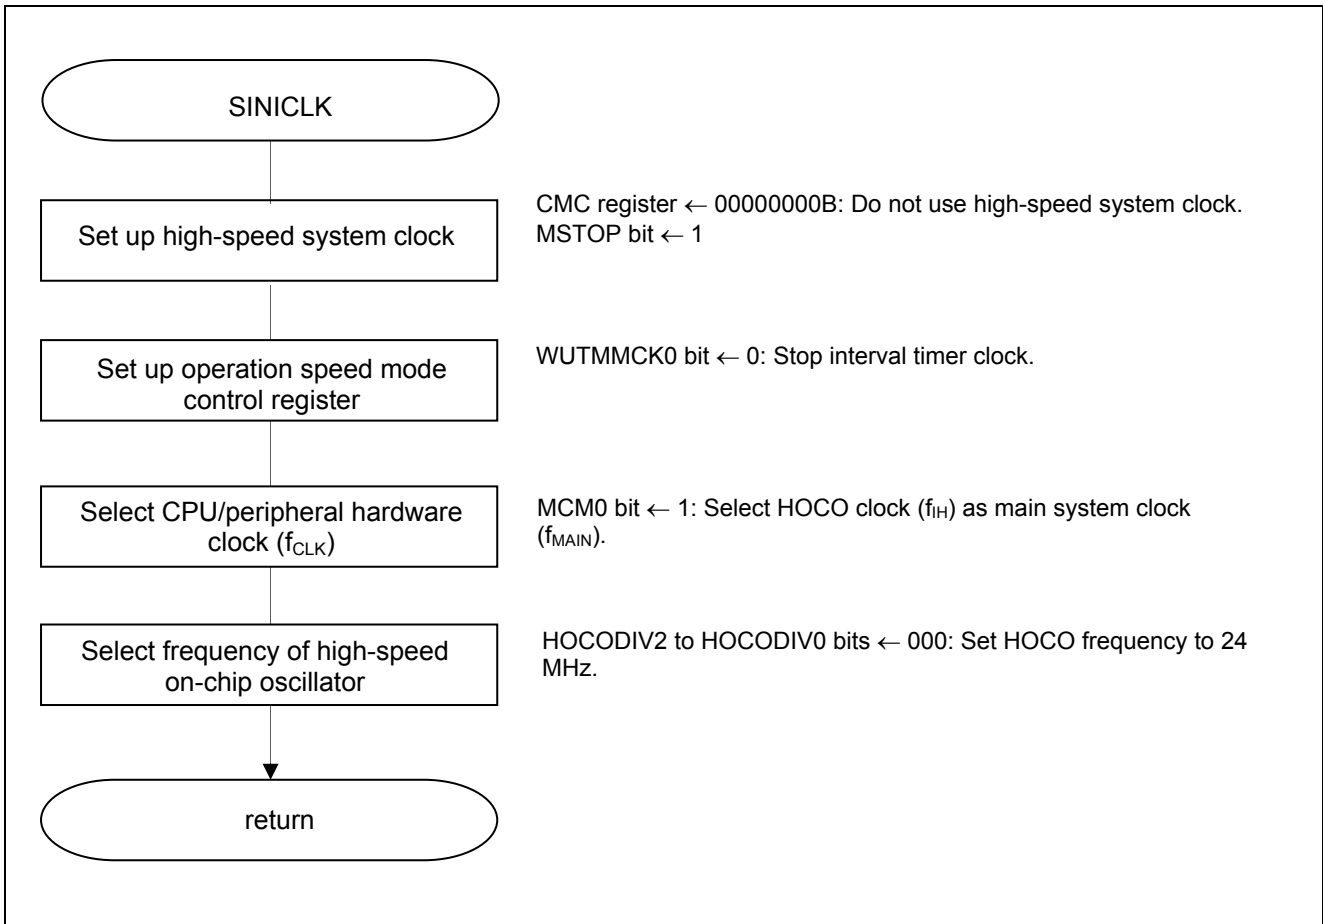 SINICLK
Set up high-speed system clock
CMC register ← 00000000B: Do not use high-speed system clock.
MSTOP bit ← 1
Set up operation speed mode
control register
WUTMMCK0 bit ← 0: Stop interval timer clock.
Select CPU/peripheral hardware
clock (fCLK)
MCM0 bit ← 1: Select HOCO clock (fIH) as main system clock
(fMAIN).
Select frequency of high-speed
on-chip oscillator
HOCODIV2 to HOCODIV0 bits ← 000: Set HOCO frequency to 24
MHz.
return